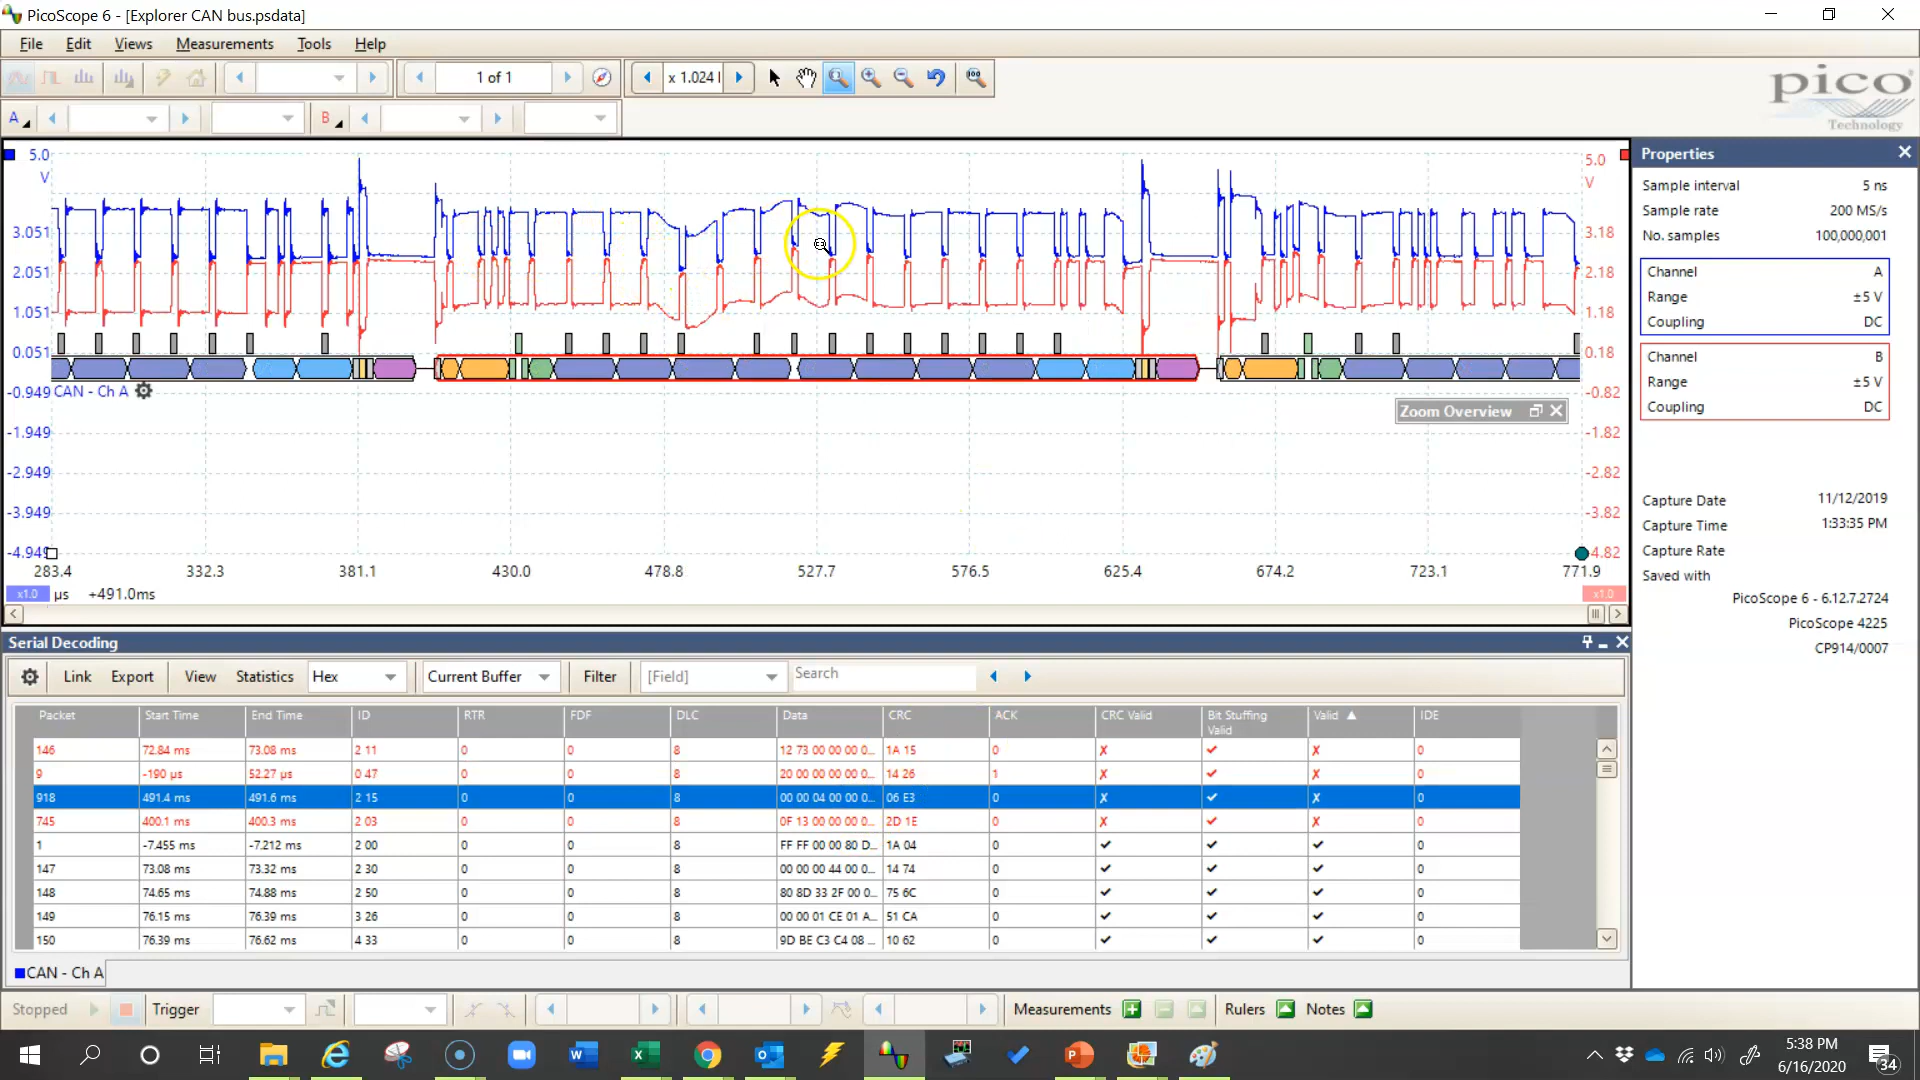 PicoScope 6 - [Explorer CAN bus.psdata]
File Edit Views Measurements Tools Help
1 of 1
x 1.024
pico
Technology
A B
5.0
V
3.051
2.051
1.051
0.051
-0.949
-1.949
-2.949
-3.949
-4.949
CAN - Ch A
5.0
V
3.18
2.18
1.18
0.18
-0.82
-1.82
-2.82
-3.82
4.82
Zoom Overview
283.4 332.3 381.1 430.0 478.8 527.7 576.5 625.4 674.2 723.1 771.9
x1.0 µs +491.0ms x1.0
Properties
Sample interval 5 ns
Sample rate 200 MS/s
No. samples 100,000,001
Channel A
Range ±5 V
Coupling DC
Channel B
Range ±5 V
Coupling DC
Capture Date 11/12/2019
Capture Time 1:33:35 PM
Capture Rate
Saved with
PicoScope 6 - 6.12.7.2724
PicoScope 4225
CP914/0007
Serial Decoding
Link Export View Statistics Hex Current Buffer Filter [Field] Search
Packet Start Time End Time ID RTR FDF DLC Data CRC ACK CRC Valid Bit Stuffing Valid Valid IDE
146 72.84 ms 73.08 ms 2 11 0 0 8 12 73 00 00 00 0... 1A 15 0 ✗ ✓ ✗ 0
9 -190 µs 52.27 µs 0 47 0 0 8 20 00 00 00 00 0... 14 26 1 ✗ ✓ ✗ 0
918 491.4 ms 491.6 ms 2 15 0 0 8 00 00 04 00 00 0... 06 E3 0 ✗ ✓ ✗ 0
745 400.1 ms 400.3 ms 2 03 0 0 8 0F 13 00 00 00 0... 2D 1E 0 ✗ ✓ ✗ 0
1 -7.455 ms -7.212 ms 2 00 0 0 8 FF FF 00 00 80 D... 1A 04 0 ✓ ✓ ✓ 0
147 73.08 ms 73.32 ms 2 30 0 0 8 00 00 00 44 00 0... 14 74 0 ✓ ✓ ✓ 0
148 74.65 ms 74.88 ms 2 50 0 0 8 80 8D 33 2F 00 0... 75 6C 0 ✓ ✓ ✓ 0
149 76.15 ms 76.39 ms 3 26 0 0 8 00 00 01 CE 01 A... 51 CA 0 ✓ ✓ ✓ 0
150 76.39 ms 76.62 ms 4 33 0 0 8 9D BE C3 C4 08 ... 10 62 0 ✓ ✓ ✓ 0
CAN - Ch A
Stopped Trigger Measurements Rulers Notes
5:38 PM
6/16/2020
34